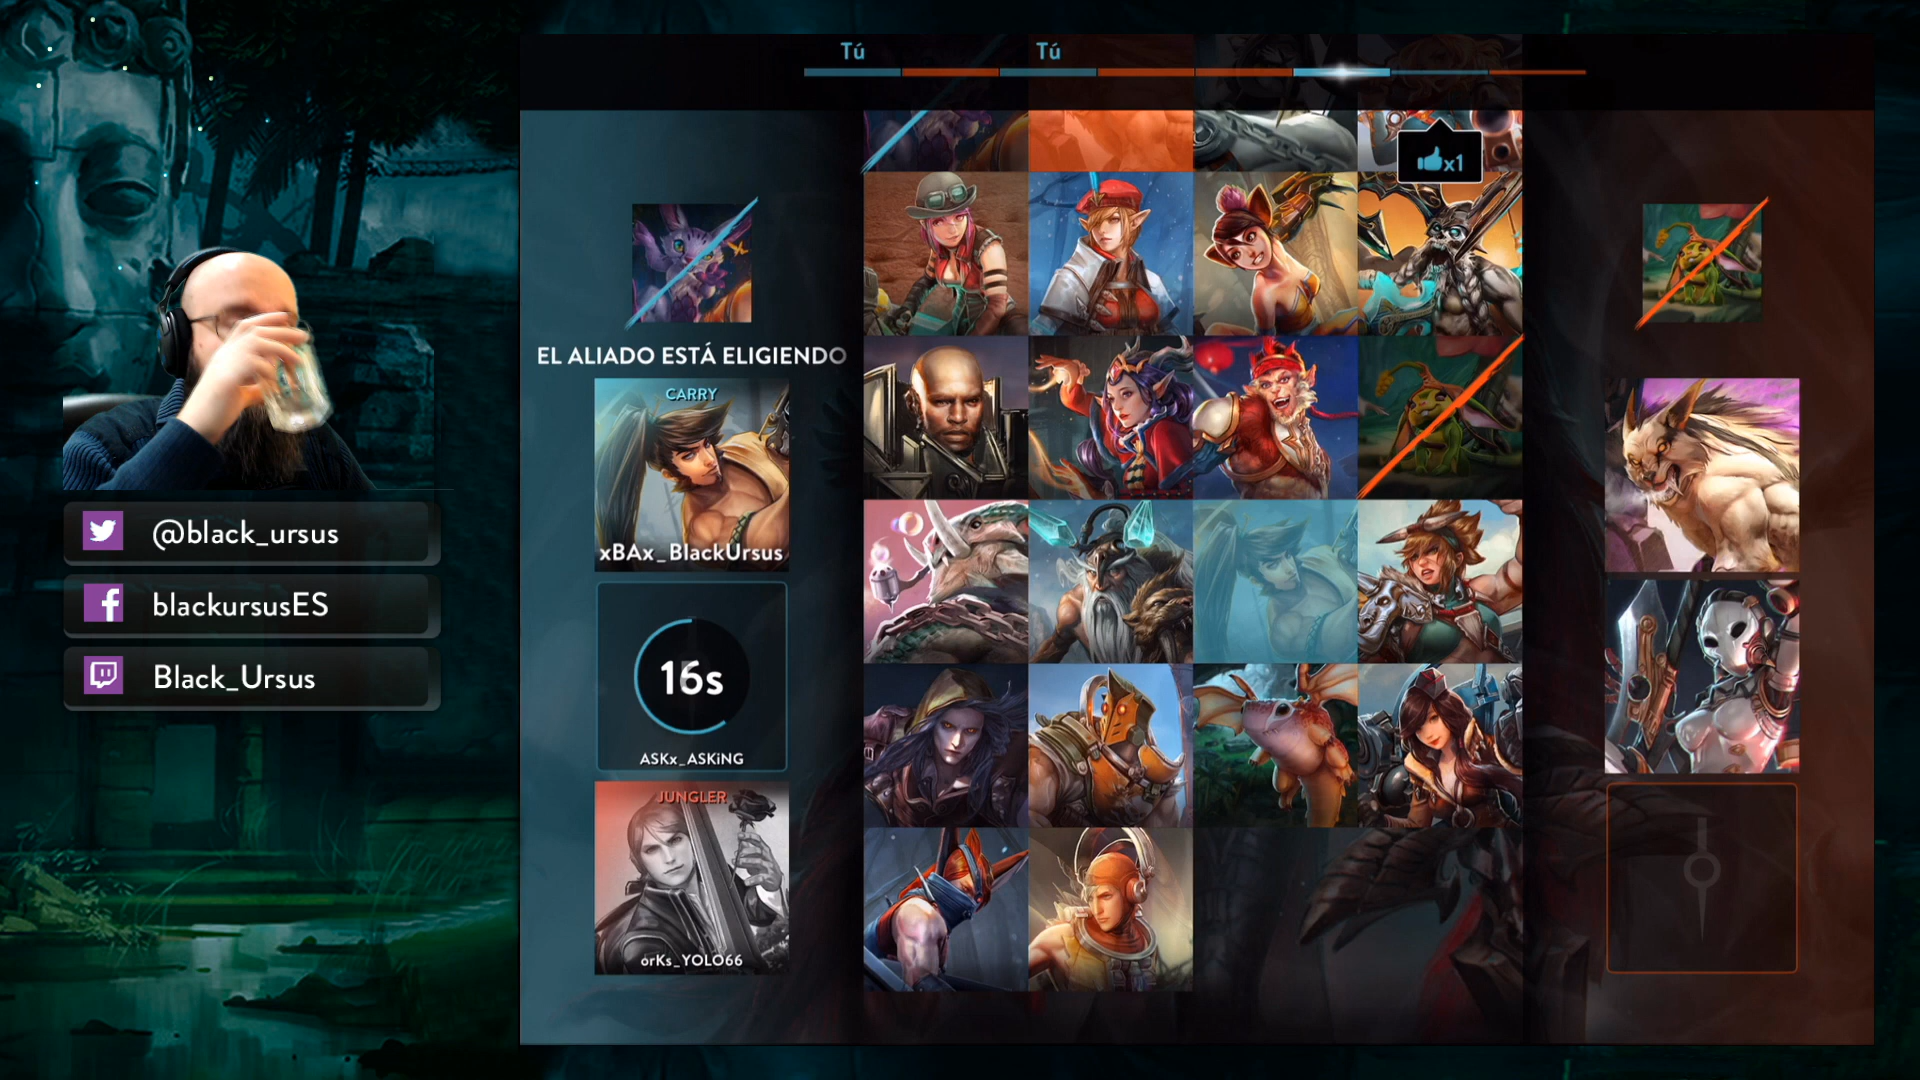 Tú
Tú
x1
EL ALIADO ESTÁ ELIGIENDO
CARRY
xBAx_BlackUrsus
16s
ASKx_ASKiNG
JUNGLER
orKs_YOLO66
@black_ursus
blackursusES
Black_Ursus